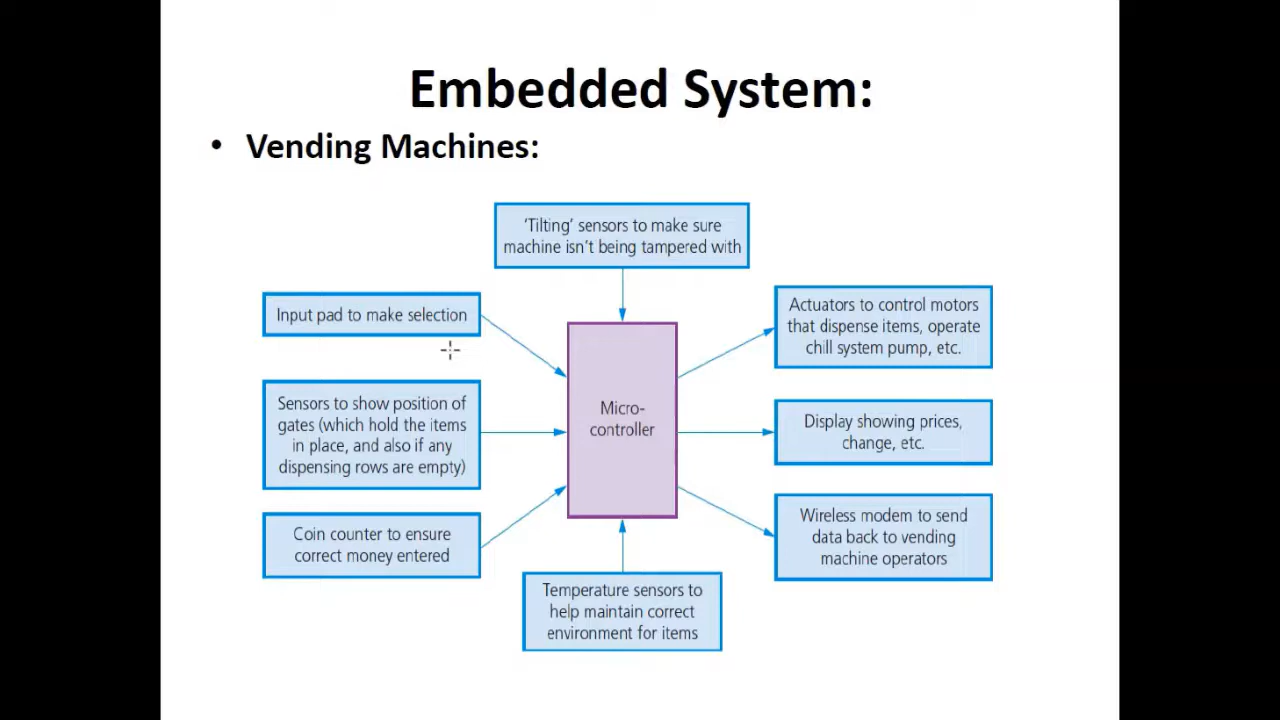 Embedded System:
• Vending Machines:
‘Tilting’ sensors to make sure
machine isn’t being tampered with
Input pad to make selection
Sensors to show position of
gates (which hold the items
in place, and also if any
dispensing rows are empty)
Coin counter to ensure
correct money entered
Micro-
controller
Temperature sensors to
help maintain correct
environment for items
Actuators to control motors
that dispense items, operate
chill system pump, etc.
Display showing prices,
change, etc.
Wireless modem to send
data back to vending
machine operators